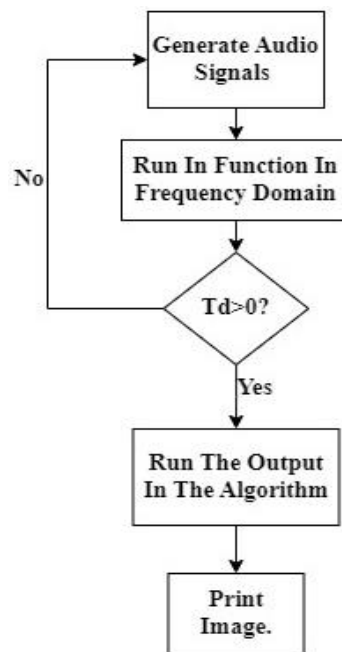 Generate Audio
Signals
Run In Function In
Frequency Domain
No
Td>0?
Yes
Run The Output
In The Algorithm
Print
Image.